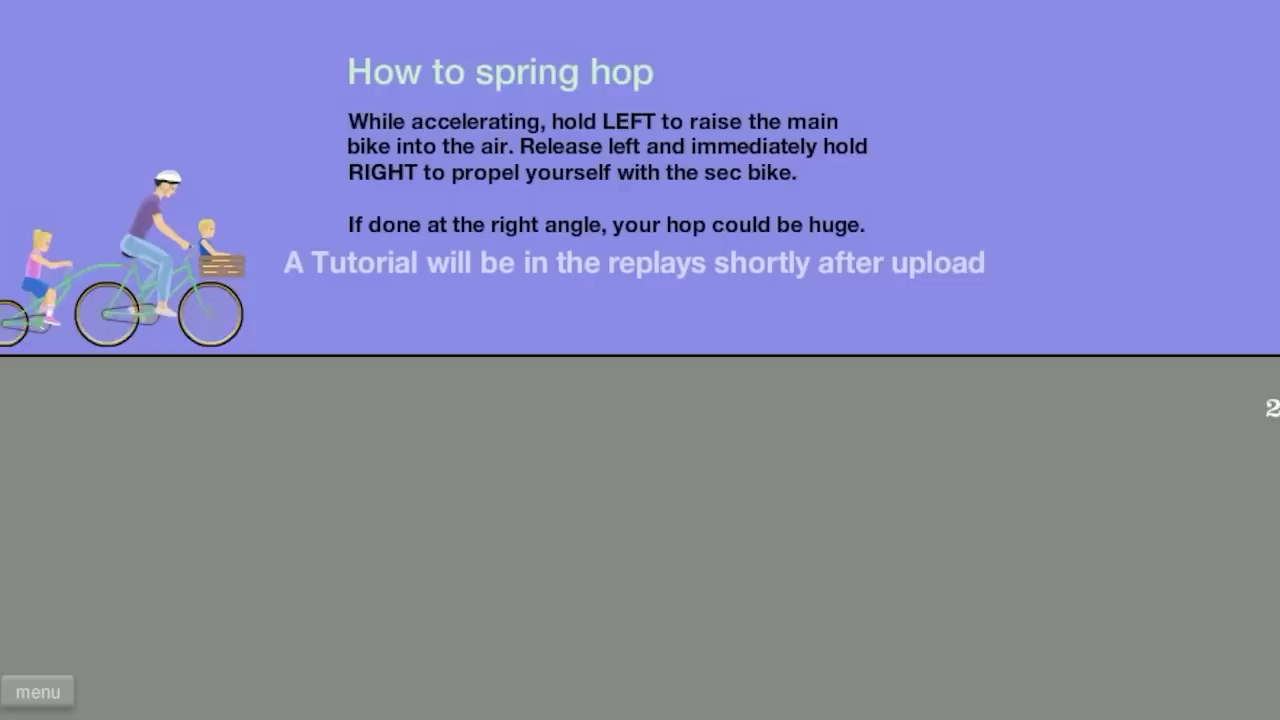 How to spring hop
While accelerating, hold LEFT to raise the main
bike into the air. Release left and immediately hold
RIGHT to propel yourself with the sec bike.
If done at the right angle, your hop could be huge.
A Tutorial will be in the replays shortly after upload
2
menu